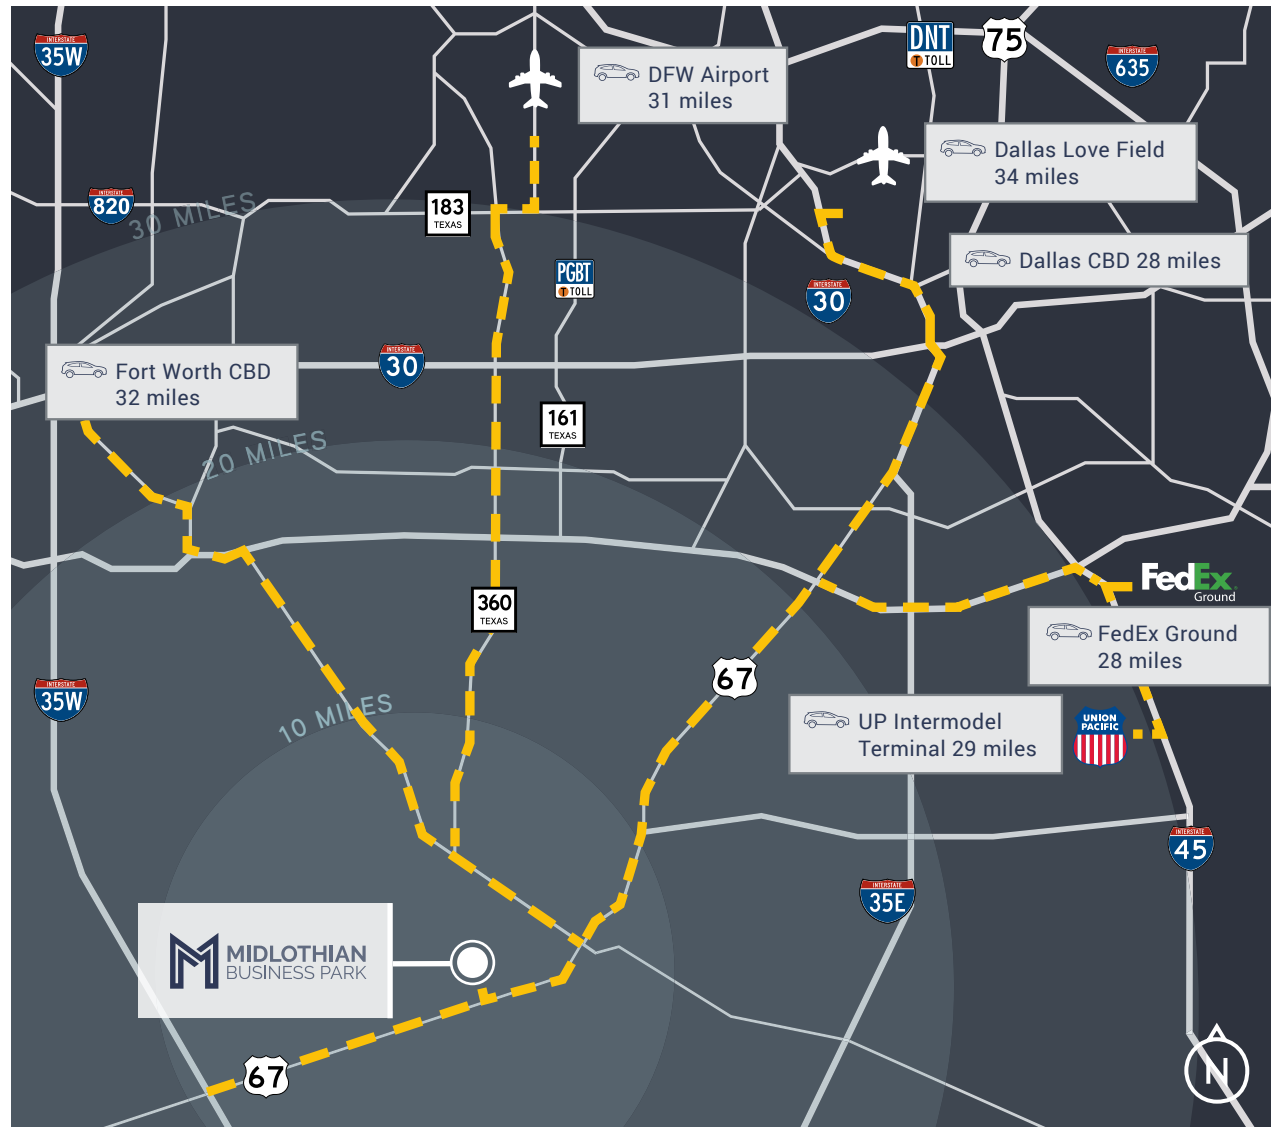 INTERSTATE
35W
DNT
TOLL
75
INTERSTATE
635
DFW Airport
31 miles
Dallas Love Field
34 miles
INTERSTATE
820
30 MILES
183
TEXAS
PGBT
TOLL
Dallas CBD 28 miles
INTERSTATE
30
INTERSTATE
30
Fort Worth CBD
32 miles
161
TEXAS
20 MILES
360
TEXAS
FedEx
Ground
FedEx Ground
28 miles
67
INTERSTATE
35W
10 MILES
UP Intermodel
Terminal 29 miles
UNION
PACIFIC
INTERSTATE
45
INTERSTATE
35E
M
MIDLOTHIAN
BUSINESS PARK
67
N